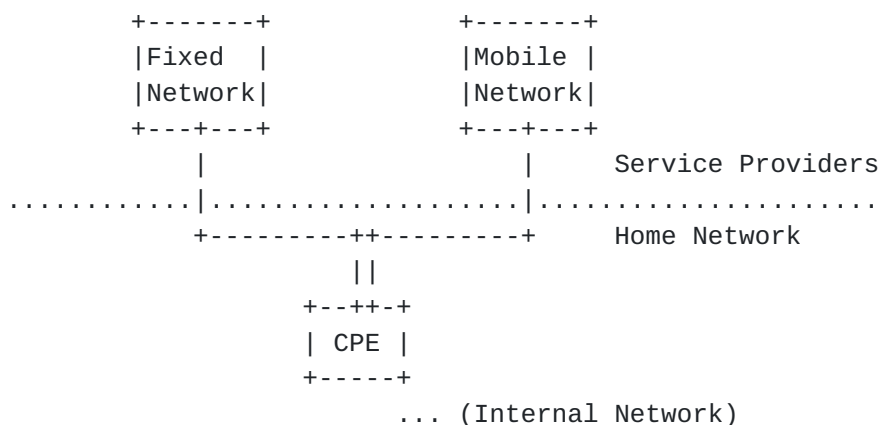 Fixed Mobile
Network Network
Service Providers
Home Network
CPE
... (Internal Network)